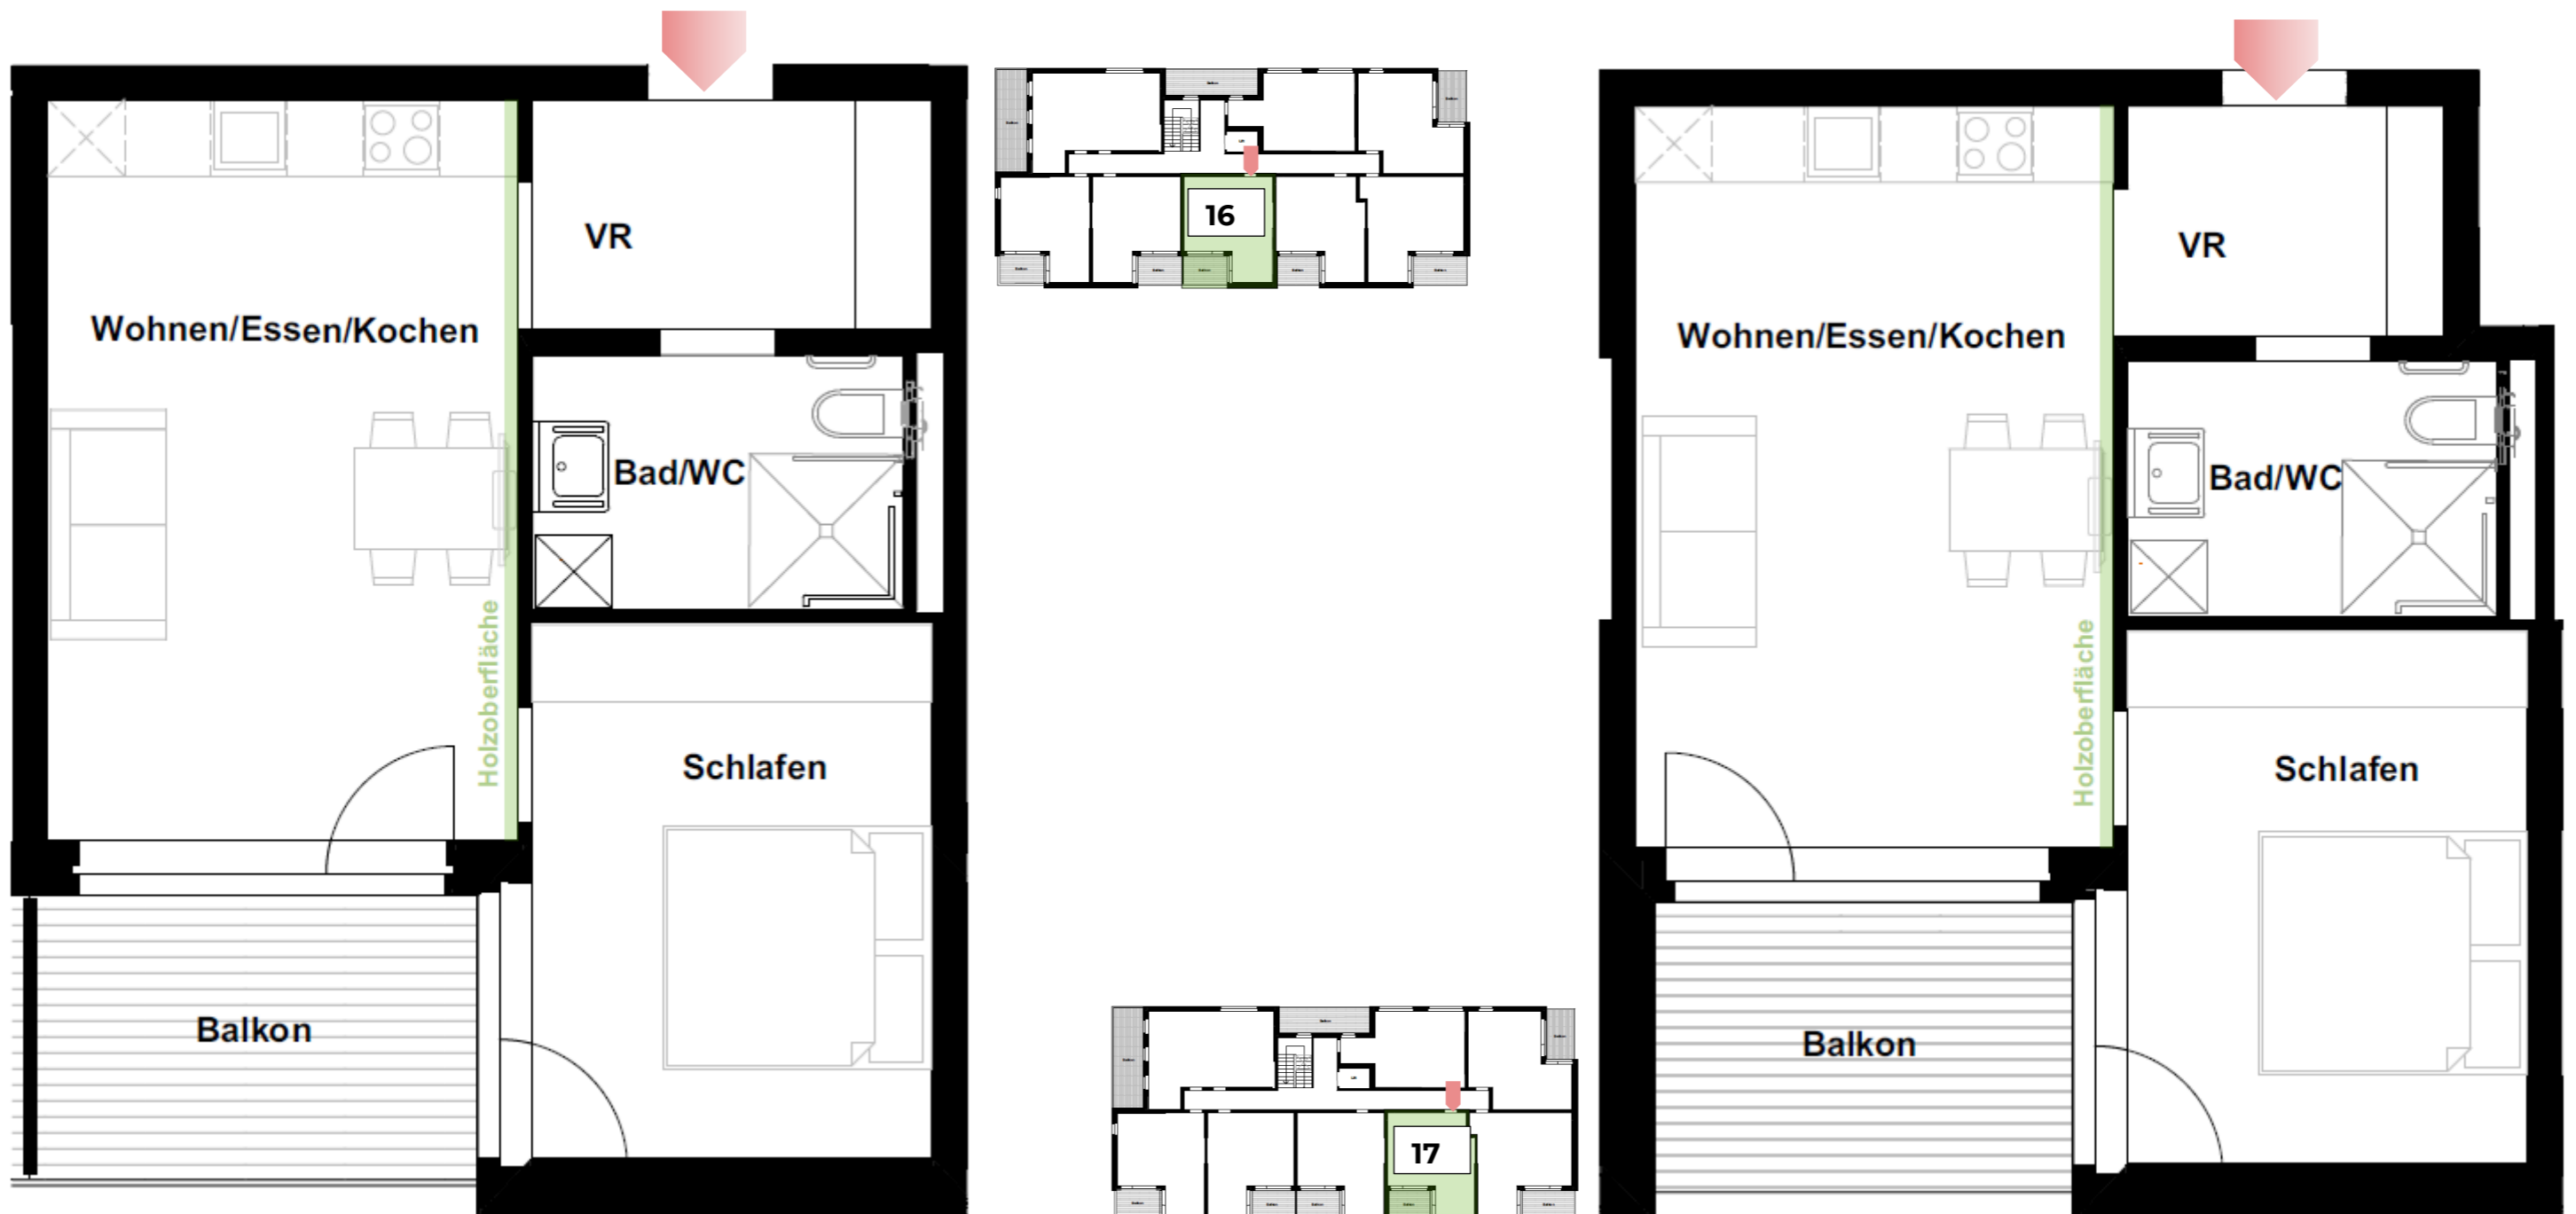 VR
Wohnen/Essen/Kochen
Bad/WC
Holzoberfläche
Schlafen
Balkon
16
17
VR
Wohnen/Essen/Kochen
Bad/WC
Holzoberfläche
Schlafen
Balkon